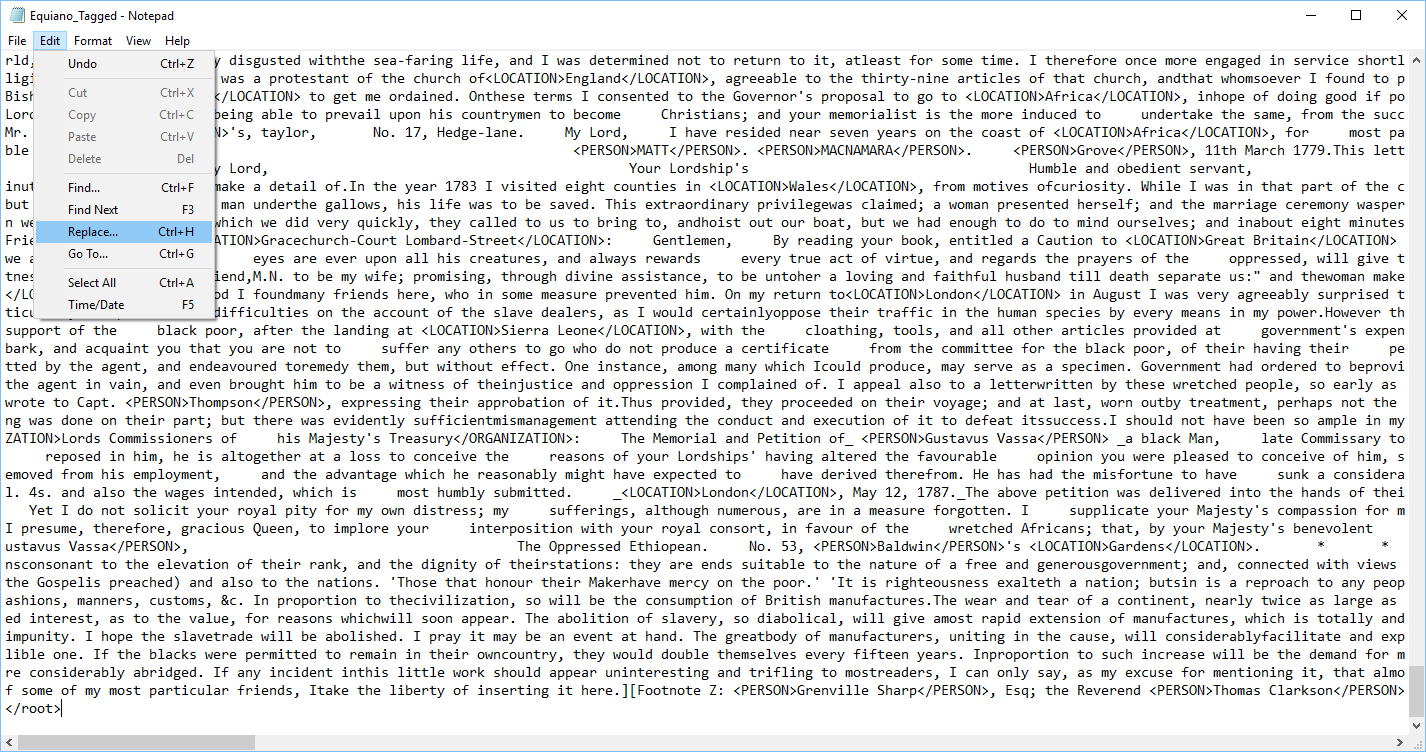 Equiano_Tagged - Notepad
File Edit Format View Help
Undo Ctrl+Z
Cut Ctrl+X
Copy Ctrl+C
Paste Ctrl+V
Delete Del
Find... Ctrl+F
Find Next F3
Replace... Ctrl+H
Go To... Ctrl+G
Select All Ctrl+A
Time/Date F5
rld, y disgusted withthe sea-faring life, and I was determined not to return to it, atleast for some time. I therefore once more engaged in service shortl
ligi was a protestant of the church of<LOCATION>England</LOCATION>, agreeable to the thirty-nine articles of that church, andthat whomsoever I found to p
Bish </LOCATION> to get me ordained. Onthese terms I consented to the Governor's proposal to go to <LOCATION>Africa</LOCATION>, inhope of doing good if po
Lord being able to prevail upon his countrymen to become Christians; and your memorialist is the more induced to undertake the same, from the succ
Mr. N>'s, taylor, No. 17, Hedge-lane. My Lord, I have resided near seven years on the coast of <LOCATION>Africa</LOCATION>, for most pa
ble <PERSON>MATT</PERSON>. <PERSON>MACNAMARA</PERSON>. <PERSON>Grove</PERSON>, 11th March 1779.This lett
y Lord, Your Lordship's Humble and obedient servant,
inut make a detail of.In the year 1783 I visited eight counties in <LOCATION>Wales</LOCATION>, from motives ofcuriosity. While I was in that part of the c
but man underthe gallows, his life was to be saved. This extraordinary privilegewas claimed; a woman presented herself; and the marriage ceremony wasper
n we which we did very quickly, they called to us to bring to, andhoist out our boat, but we had enough to do to mind ourselves; and inabout eight minutes
Frie ATION>Gracechurch-Court Lombard-Street</LOCATION>: Gentlemen, By reading your book, entitled a Caution to <LOCATION>Great Britain</LOCATION>
we a eyes are ever upon all his creatures, and always rewards every true act of virtue, and regards the prayers of the oppressed, will give t
tnes iend,M.N. to be my wife; promising, through divine assistance, to be untoher a loving and faithful husband till death separate us:" and thewoman make
</LO d I foundmany friends here, who in some measure prevented him. On my return to<LOCATION>London</LOCATION> in August I was very agreeably surprised t
ticu difficulties on the account of the slave dealers, as I would certainlyoppose their traffic in the human species by every means in my power.However th
support of the black poor, after the landing at <LOCATION>Sierra Leone</LOCATION>, with the cloathing, tools, and all other articles provided at government's expen
bark, and acquaint you that you are not to suffer any others to go who do not produce a certificate from the committee for the black poor, of their having their pe
tted by the agent, and endeavoured toremedy them, but without effect. One instance, among many which Icould produce, may serve as a specimen. Government had ordered to beprovi
the agent in vain, and even brought him to be a witness of theinjustice and oppression I complained of. I appeal also to a letterwritten by these wretched people, so early as
wrote to Capt. <PERSON>Thompson</PERSON>, expressing their approbation of it.Thus provided, they proceeded on their voyage; and at last, worn outby treatment, perhaps not the
ng was done on their part; but there was evidently sufficientmismanagement attending the conduct and execution of it to defeat itssuccess.I should not have been so ample in my
ZATION>Lords Commissioners of his Majesty's Treasury</ORGANIZATION>: The Memorial and Petition of_ <PERSON>Gustavus Vassa</PERSON> _a black Man, late Commissary to
reposed in him, he is altogether at a loss to conceive the reasons of your Lordships' having altered the favourable opinion you were pleased to conceive of him, s
emoved from his employment, and the advantage which he reasonably might have expected to have derived therefrom. He has had the misfortune to have sunk a considera
l. 4s. and also the wages intended, which is most humbly submitted. _<LOCATION>London</LOCATION>, May 12, 1787._The above petition was delivered into the hands of thei
Yet I do not solicit your royal pity for my own distress; my sufferings, although numerous, are in a measure forgotten. I supplicate your Majesty's compassion for m
I presume, therefore, gracious Queen, to implore your interposition with your royal consort, in favour of the wretched Africans; that, by your Majesty's benevolent
ustavus Vassa</PERSON>, The Oppressed Ethiopean. No. 53, <PERSON>Baldwin</PERSON>'s <LOCATION>Gardens</LOCATION>. * *
nsconsonant to the elevation of their rank, and the dignity of theirstations: they are ends suitable to the nature of a free and generousgovernment; and, connected with views
the Gospelis preached) and also to the nations. 'Those that honour their Makerhave mercy on the poor.' 'It is righteousness exalteth a nation; butsin is a reproach to any peop
ashions, manners, customs, &c. In proportion to thecivilization, so will be the consumption of British manufactures.The wear and tear of a continent, nearly twice as large as
ed interest, as to the value, for reasons whichwill soon appear. The abolition of slavery, so diabolical, will give amost rapid extension of manufactures, which is totally and
impunity. I hope the slavetrade will be abolished. I pray it may be an event at hand. The greatbody of manufacturers, uniting in the cause, will considerablyfacilitate and exp
lible one. If the blacks were permitted to remain in their owncountry, they would double themselves every fifteen years. Inproportion to such increase will be the demand for m
re considerably abridged. If any incident inthis little work should appear uninteresting and trifling to mostreaders, I can only say, as my excuse for mentioning it, that almo
f some of my most particular friends, Itake the liberty of inserting it here.][Footnote Z: <PERSON>Grenville Sharp</PERSON>, Esq; the Reverend <PERSON>Thomas Clarkson</PERSON>
</root>